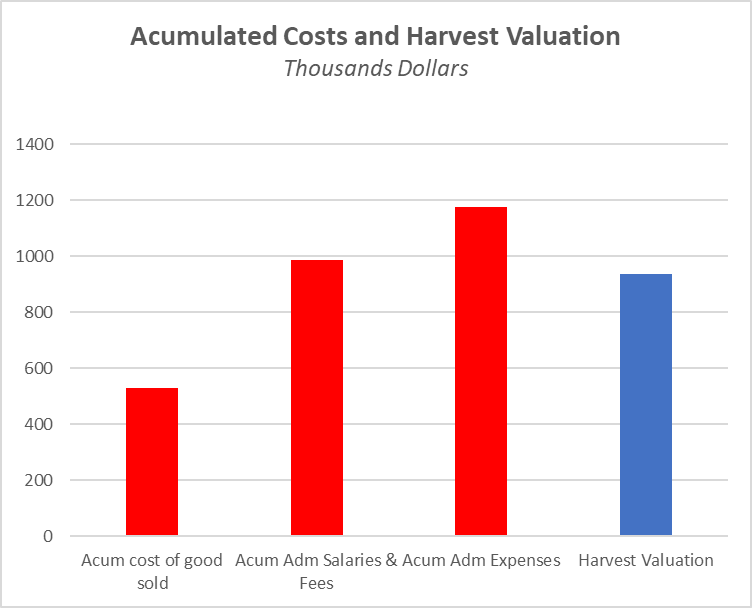 Acumulated Costs and Harvest Valuation
Thousands Dollars
1400
1200
1000
800
600
400
200
0
Acum cost of good sold
Acum Adm Salaries & Fees
Acum Adm Expenses
Harvest Valuation